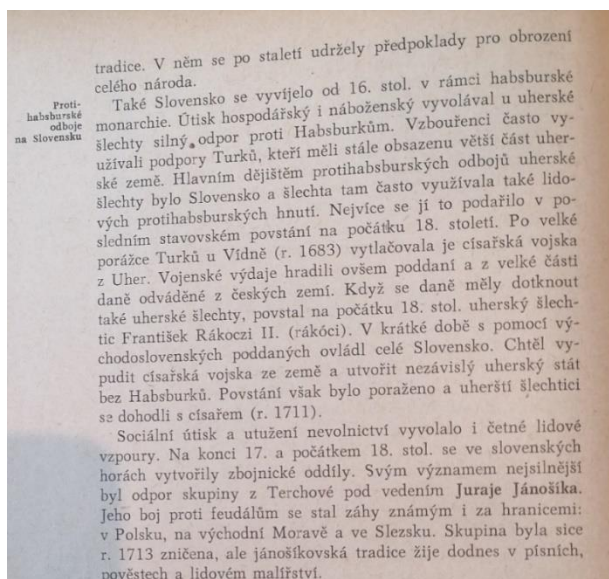 tradice. V něm se po staletí udržely předpoklady pro obrození
celého národa.
Proti-
habsburské
odboje
na Slovensku
Také Slovensko se vyvíjelo od 16. stol. v rámci habsburské
monarchie. Útisk hospodářský i náboženský vyvolával u uherské
šlechty silný odpor proti Habsburkům. Vzbouřenci často vy-
užívali podpory Turků, kteří měli stále obsazenu větší část uher-
ské země. Hlavním dějištěm protihabsburských odbojů uherské
šlechty bylo Slovensko a šlechta tam často využívala také lido-
vých protihabsburských hnutí. Nejvíce se jí to podařilo v po-
sledním stavovském povstání na počátku 18. století. Po velké
porážce Turků u Vídně (r. 1683) vytlačovala je císařská vojska
z Uher. Vojenské výdaje hradili ovšem poddaní a z velké části
daně odváděné z českých zemí. Když se daně měly dotknout
také uherské šlechty, povstal na počátku 18. stol. uherský šlech-
tic František Rákoczi II. (rákóci). V krátké době s pomocí vý-
chodoslovenských poddaných ovládl celé Slovensko. Chtěl vy-
pudit císařská vojska ze země a utvořit nezávislý uherský stát
bez Habsburků. Povstání však bylo poraženo a uherští šlechtici
se dohodli s císařem (r. 1711).
Sociální útisk a utužení nevolnictví vyvolalo i četné lidové
vzpoury. Na konci 17. a počátkem 18. stol. se ve slovenských
horách vytvořily zbojnické oddíly. Svým významem nejsilnější
byl odpor skupiny z Terchové pod vedením Juraje Jánošíka.
Jeho boj proti feudálům se stal záhy známým i za hranicemi:
v Polsku, na východní Moravě a ve Slezsku. Skupina byla sice
r. 1713 zničena, ale jánošíkovská tradice žije dodnes v písních,
pověstech a lidovém malířství.